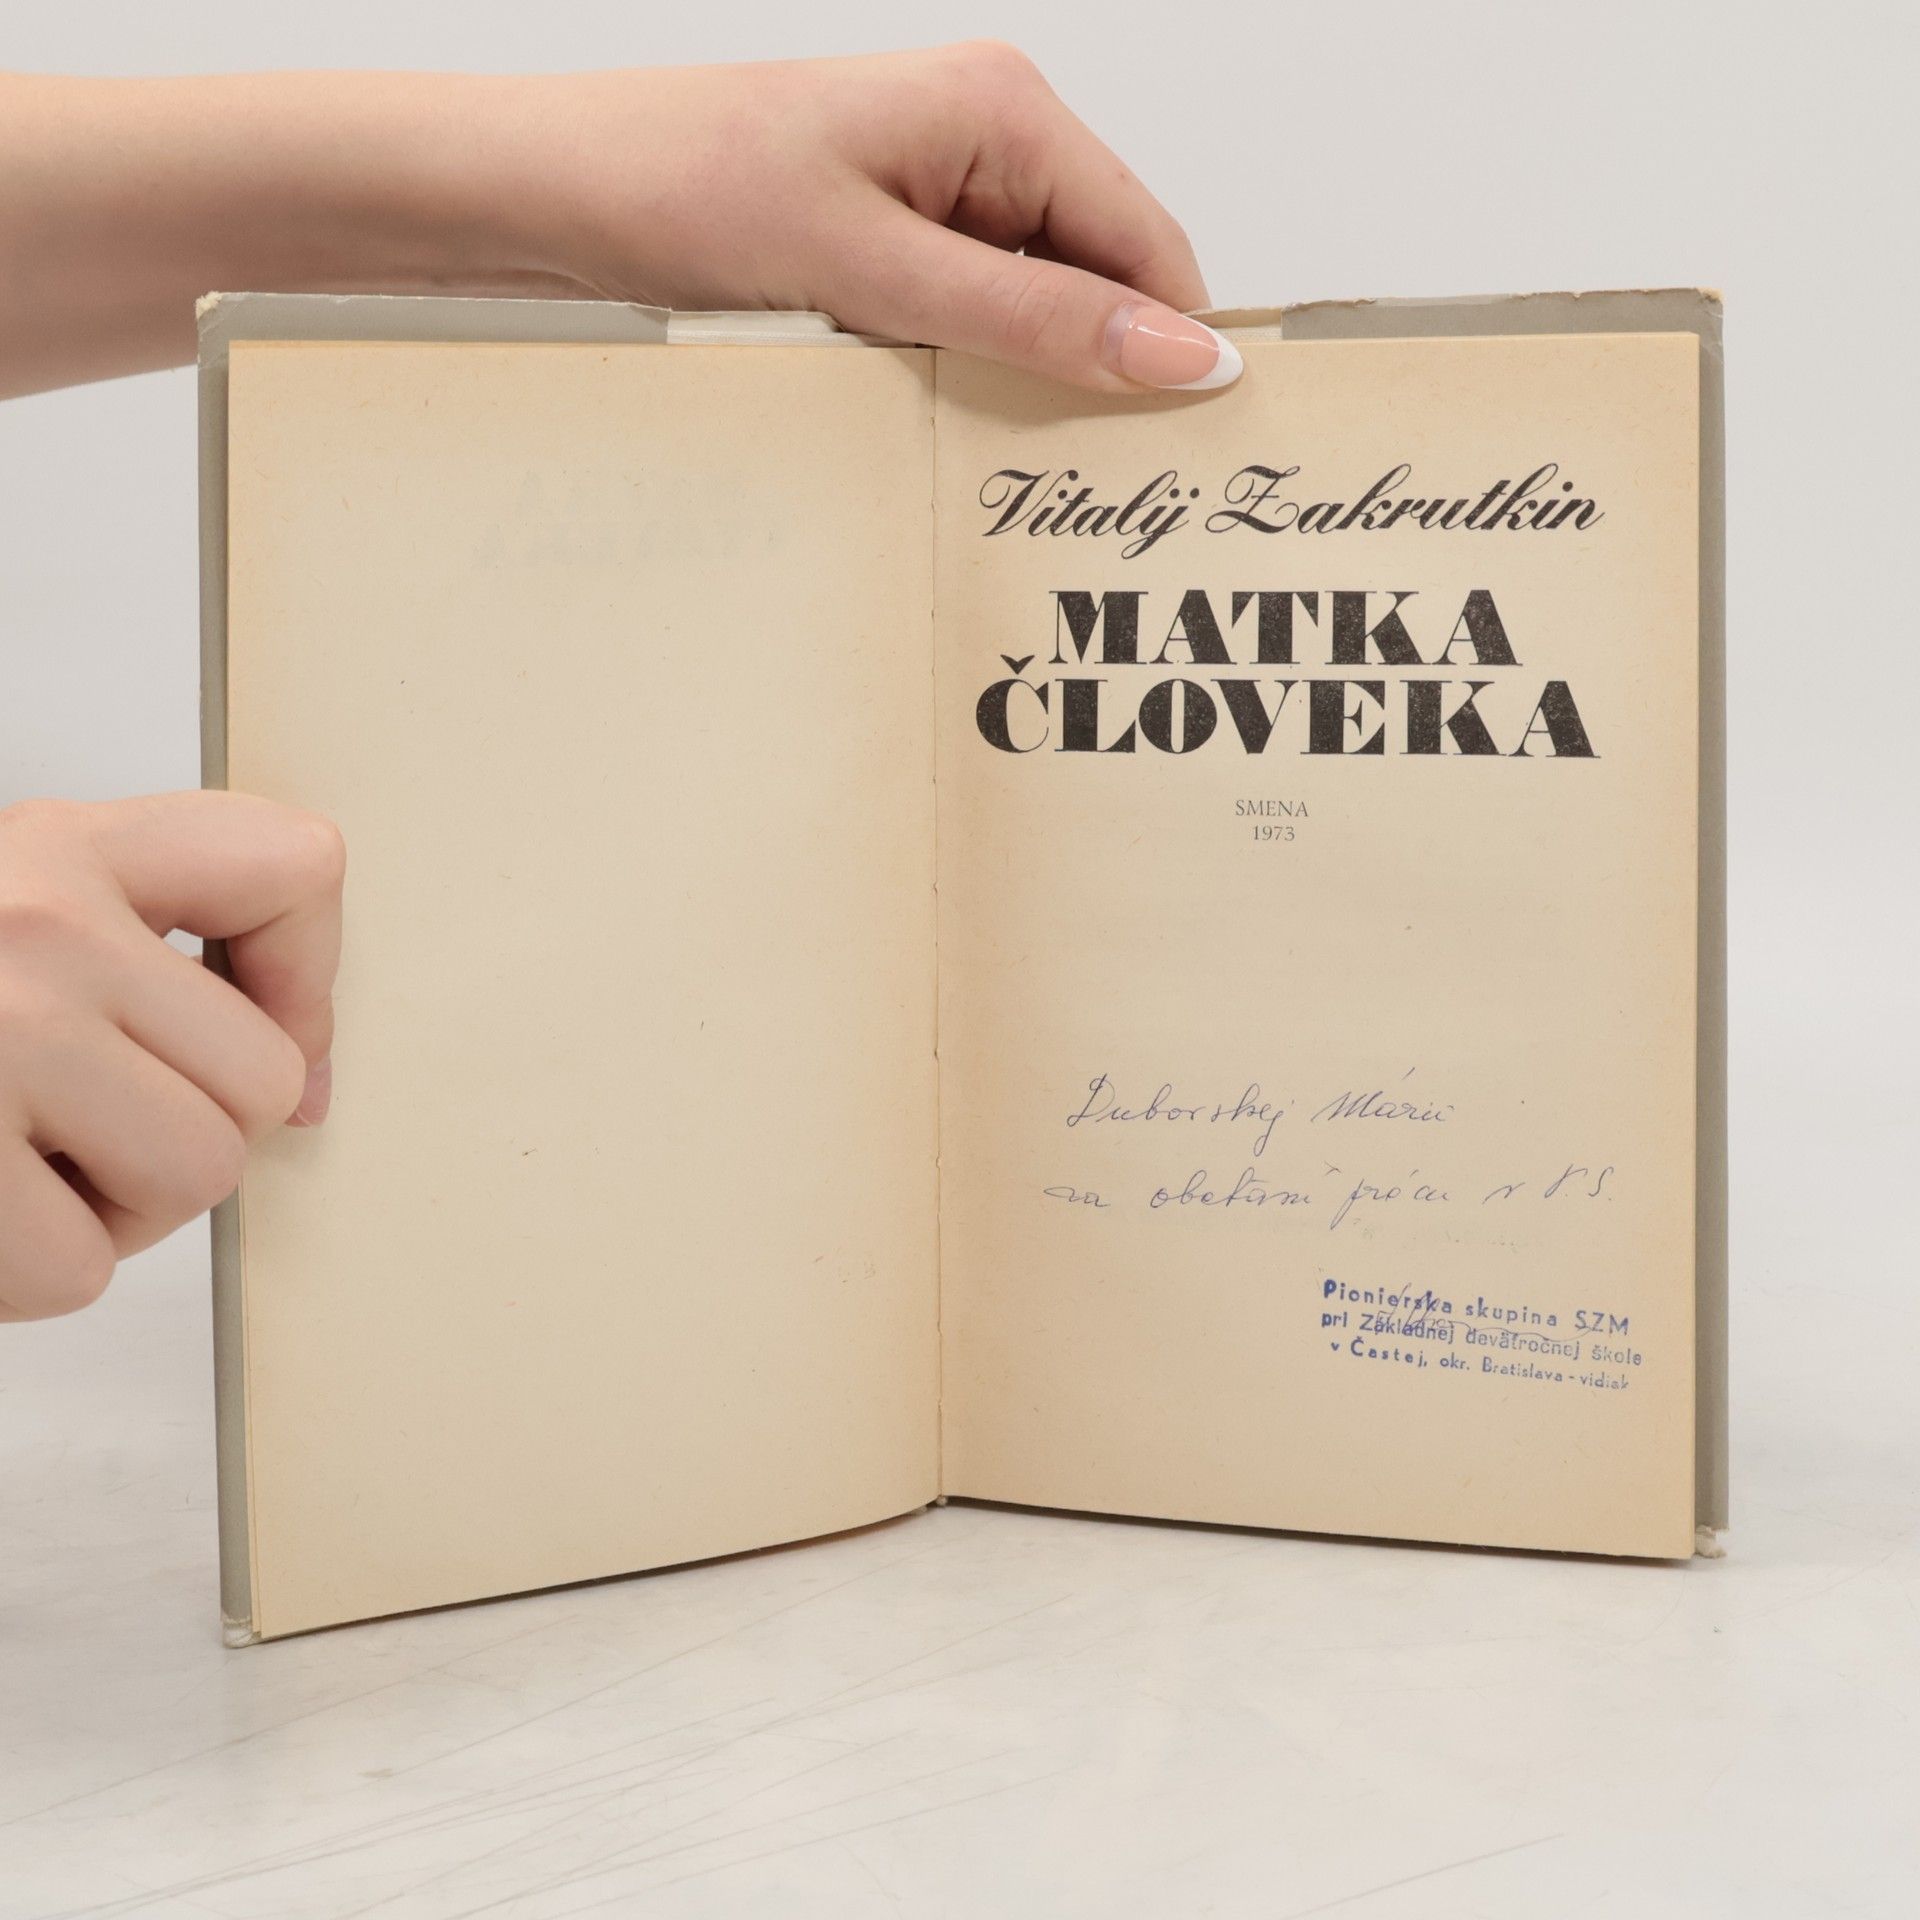 Vitalij Zakrutkin
MATKA
ČLOVEKA
SMENA
1973
Duborskej Márii
za obetavú prácu v P.S.
Pionierska skupina SZM
pri Základnej deväťročnej škole
v Častej, okr. Bratislava - vidiek